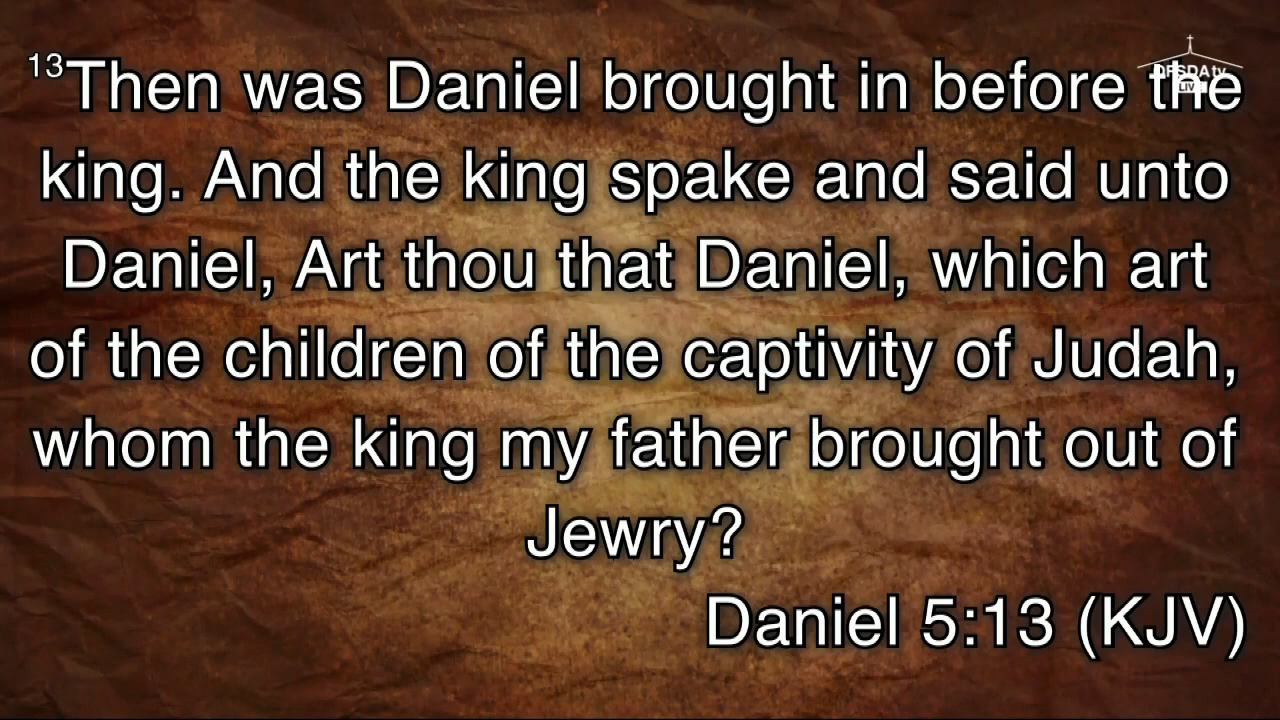 13Then was Daniel brought in before the
king. And the king spake and said unto
Daniel, Art thou that Daniel, which art
of the children of the captivity of Judah,
whom the king my father brought out of
Jewry?
Daniel 5:13 (KJV)